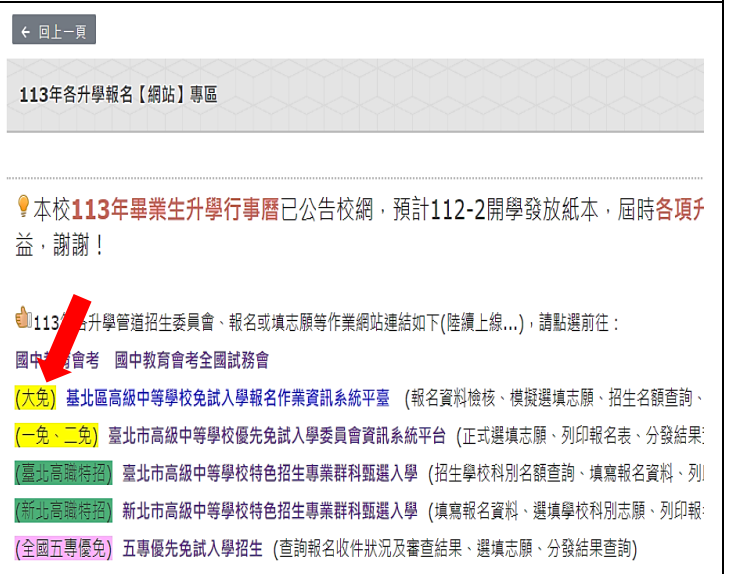 ← 回上一頁
113年各升學報名【網站】專區
本校113年畢業生升學行事曆已公告校網，預計112-2開學發放紙本，屆時各項升
益，謝謝！
113年各升學管道招生委員會、報名或填志願等作業網站連結如下(陸續上線...)，請點選前往：
國中教育會考 國中教育會考全國試務會
(大免) 基北區高級中等學校免試入學報名作業資訊系統平臺 (報名資料檢核、模擬選填志願、招生名額查詢、
(一免、二免) 臺北市高級中等學校優先免試入學委員會資訊系統平台 (正式選填志願、列印報名表、分發結果
(臺北高職特招) 臺北市高級中等學校特色招生專業群科甄選入學 (招生學校科別名額查詢、填寫報名資料、列
(新北高職特招) 新北市高級中等學校特色招生專業群科甄選入學 (填寫報名資料、選填學校科別志願、列印報
(全國五專優免) 五專優先免試入學招生 (查詢報名收件狀況及審查結果、選填志願、分發結果查詢)